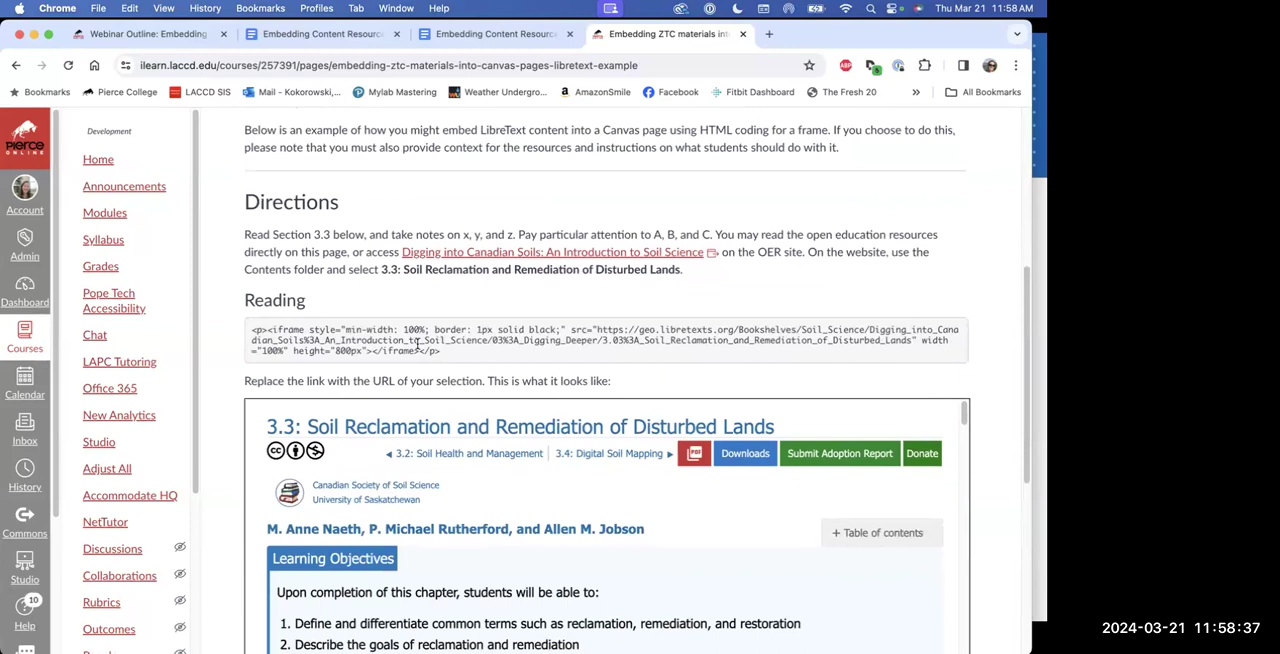 Chrome File Edit View History Bookmarks Profiles Tab Window Help Thu Mar 21 11:58 AM
Webinar Outline: Embedding Embedding Content Resourc Embedding Content Resourc Embedding ZTC materials into
ilearn.laccd.edu/courses/257391/pages/embedding-ztc-materials-into-canvas-pages-libretext-example
Bookmarks Pierce College LACCD SIS Mail - Kokorowski,... Mylab Mastering Weather Undergro... AmazonSmile Facebook Fitbit Dashboard The Fresh 20 » All Bookmarks
PIERCE
ONLINE
Account
Admin
Dashboard
Courses
Calendar
Inbox
History
Commons
Studio
10
Help
Development
Home
Announcements
Modules
Syllabus
Grades
Pope Tech
Accessibility
Chat
LAPC Tutoring
Office 365
New Analytics
Studio
Adjust All
Accommodate HQ
NetTutor
Discussions
Collaborations
Rubrics
Outcomes
Below is an example of how you might embed LibreText content into a Canvas page using HTML coding for a frame. If you choose to do this,
please note that you must also provide context for the resources and instructions on what students should do with it.
Directions
Read Section 3.3 below, and take notes on x, y, and z. Pay particular attention to A, B, and C. You may read the open education resources
directly on this page, or access Digging into Canadian Soils: An Introduction to Soil Science on the OER site. On the website, use the
Contents folder and select 3.3: Soil Reclamation and Remediation of Disturbed Lands.
Reading
<p><iframe style="min-width: 100%; border: 1px solid black;" src="https://geo.libretexts.org/Bookshelves/Soil_Science/Digging_into_Cana
dian_Soils%3A_An_Introduction_to_Soil_Science/03%3A_Digging_Deeper/3.03%3A_Soil_Reclamation_and_Remediation_of_Disturbed_Lands" width
="100%" height="800px"></iframe></p>
Replace the link with the URL of your selection. This is what it looks like:
3.3: Soil Reclamation and Remediation of Disturbed Lands
3.2: Soil Health and Management 3.4: Digital Soil Mapping PDF Downloads Submit Adoption Report Donate
Canadian Society of Soil Science
University of Saskatchewan
M. Anne Naeth, P. Michael Rutherford, and Allen M. Jobson
+ Table of contents
Learning Objectives
Upon completion of this chapter, students will be able to:
1. Define and differentiate common terms such as reclamation, remediation, and restoration
2. Describe the goals of reclamation and remediation
2024-03-21 11:58:37